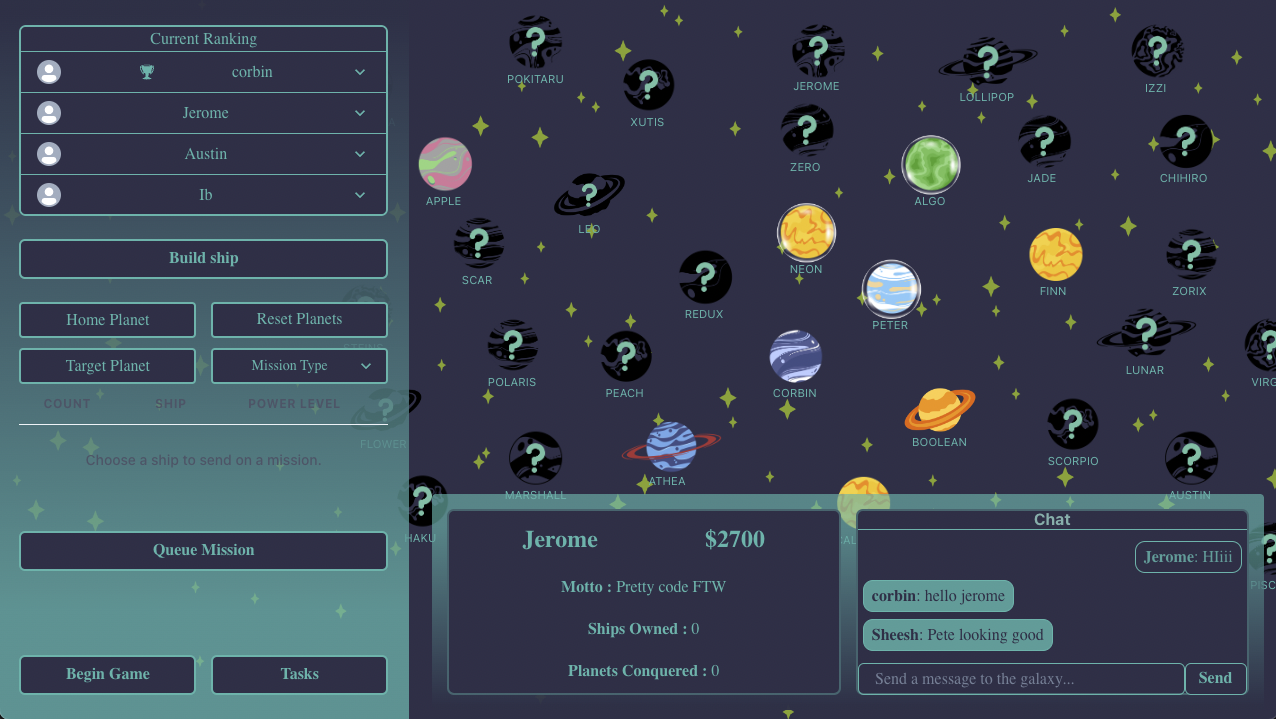 Current Ranking
corbin
Jerome
Austin
Ib
Build ship
Home Planet
Reset Planets
Target Planet
Mission Type
COUNT SHIP POWER LEVEL
Choose a ship to send on a mission.
Queue Mission
Begin Game
Tasks
POKITARU
JEROME
LOLLIPOP
IZZI
XUTIS
ZERO
JADE
CHIHIRO
APPLE
ALGO
LEO
SCAR
NEON
FINN
ZORIX
REDUX
PETER
POLARIS
PEACH
CORBIN
LUNAR
FLOWER
BOOLEAN
SCORPIO
ATHEA
MARSHALL
AUSTIN
HAKU
Jerome $2700
Motto : Pretty code FTW
Ships Owned : 0
Planets Conquered : 0
Chat
Jerome: HIiii
corbin: hello jerome
Sheesh: Pete looking good
Send a message to the galaxy...
Send